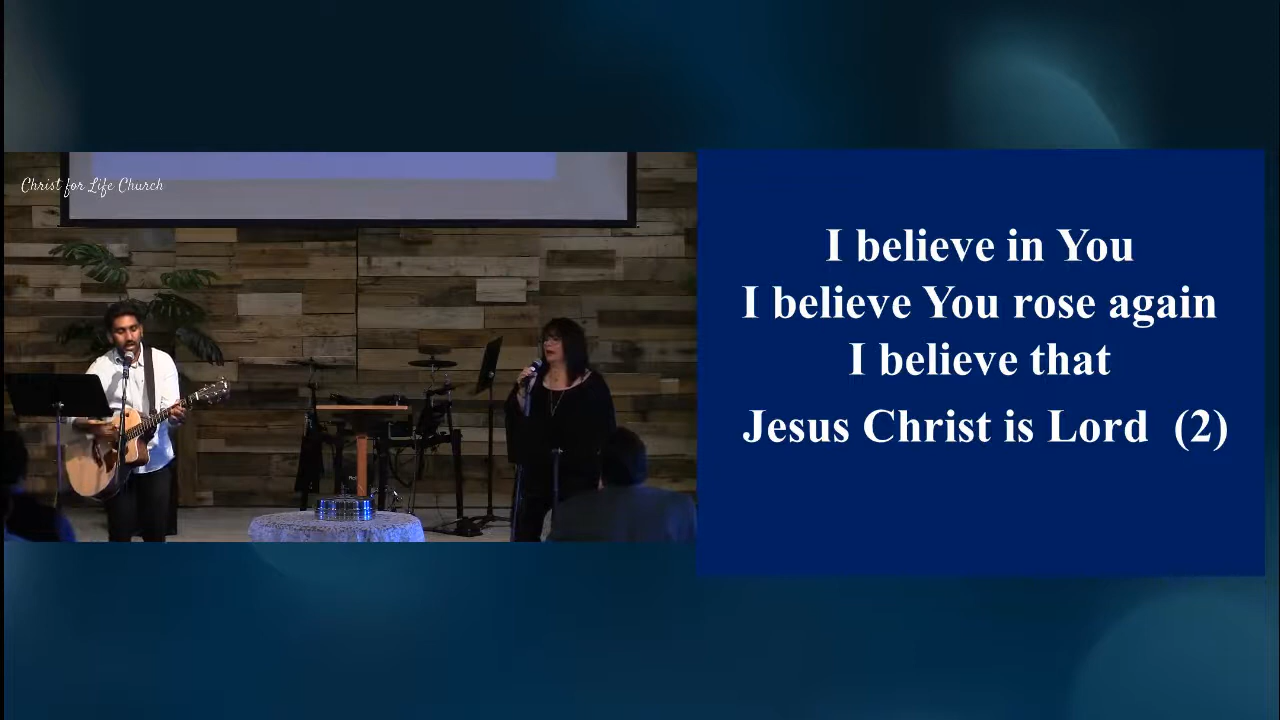 Christ for Life Church
I believe in You
I believe You rose again
I believe that
Jesus Christ is Lord (2)